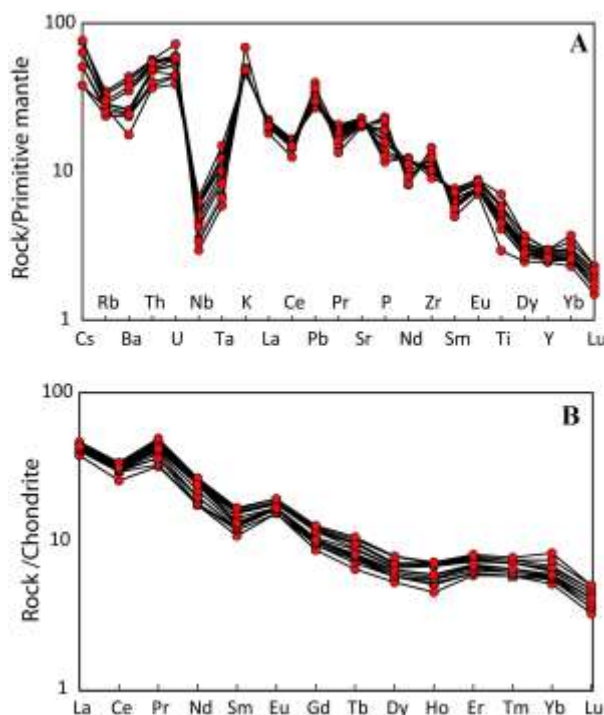 100
A
Rock/Primitive mantle
10
1
Rb Th Nb K Ce Pr P Zr Eu Dy Yb
Cs Ba U Ta La Pb Sr Nd Sm Ti Y Lu
100
B
Rock /Chondrite
10
1
La Ce Pr Nd Sm Eu Gd Tb Dy Ho Er Tm Yb Lu